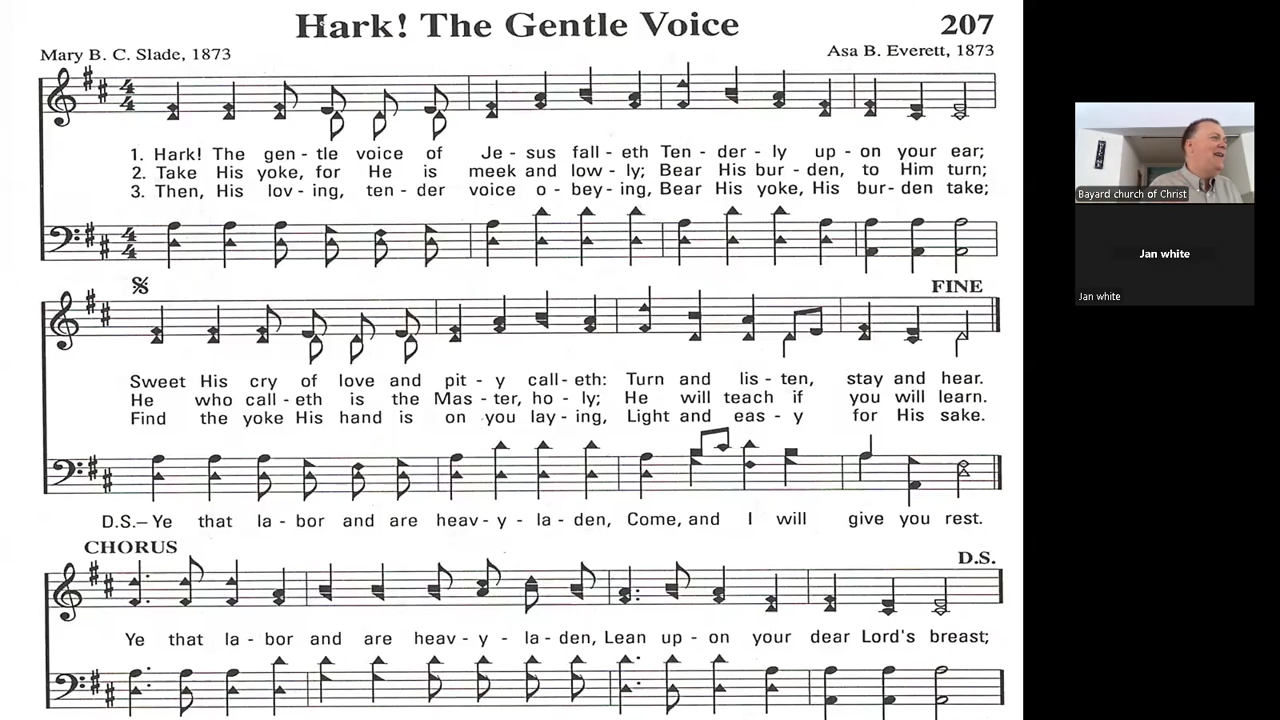 Hark! The Gentle Voice 207
Mary B. C. Slade, 1873 Asa B. Everett, 1873
1. Hark! The gen - tle voice of Je - sus fall - eth Ten - der - ly up - on your ear;
2. Take His yoke, for He is meek and low - ly; Bear His bur - den, to Him turn;
3. Then, His lov - ing, ten - der voice o - bey - ing, Bear His yoke, His bur - den take;
FINE
Sweet His cry of love and pit - y call - eth: Turn and lis - ten, stay and hear.
He who call - eth is the Mas - ter, ho - ly; He will teach if you will learn.
Find the yoke His hand is on you lay - ing, Light and eas - y for His sake.
D.S.–Ye that la - bor and are heav - y - la - den, Come, and I will give you rest.
CHORUS D.S.
Ye that la - bor and are heav - y - la - den, Lean up - on your dear Lord's breast;
Bayard church of Christ
Jan white
Jan white